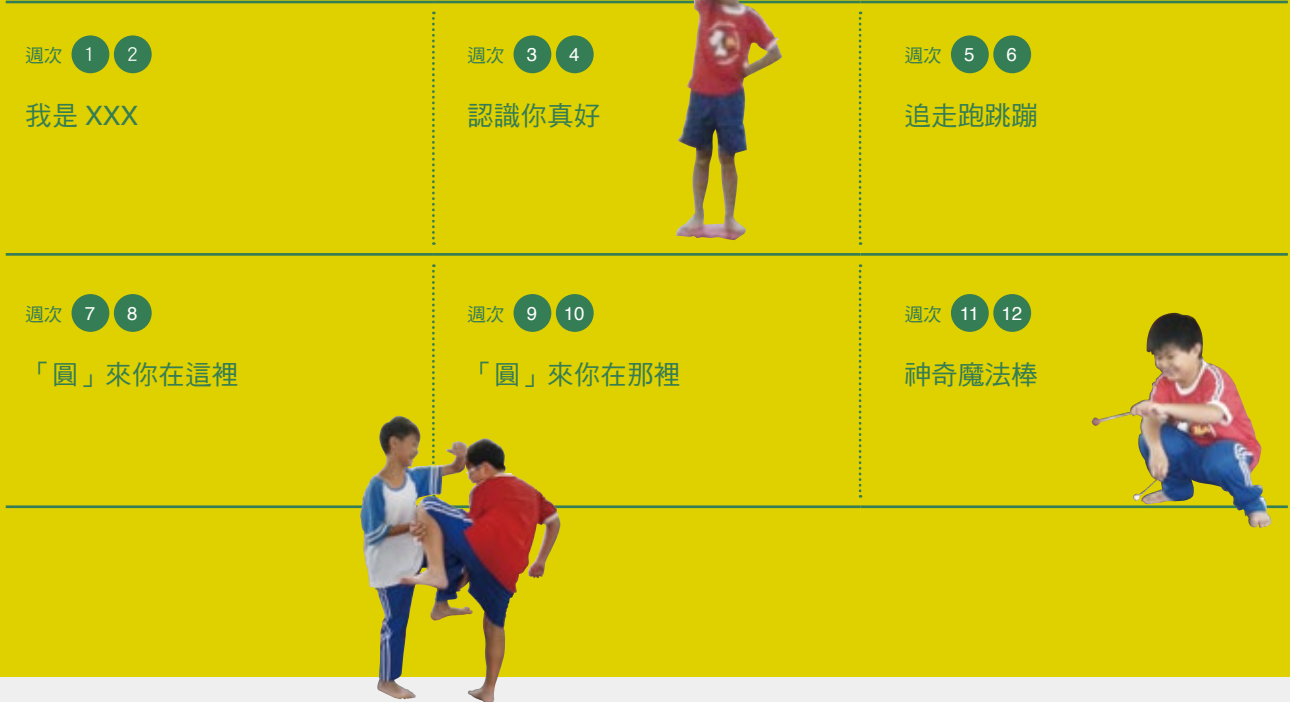 週次 1 2
我是 XXX
週次 3 4
認識你真好
週次 5 6
追走跑跳蹦
週次 7 8
「圓」來你在這裡
週次 9 10
「圓」來你在那裡
週次 11 12
神奇魔法棒